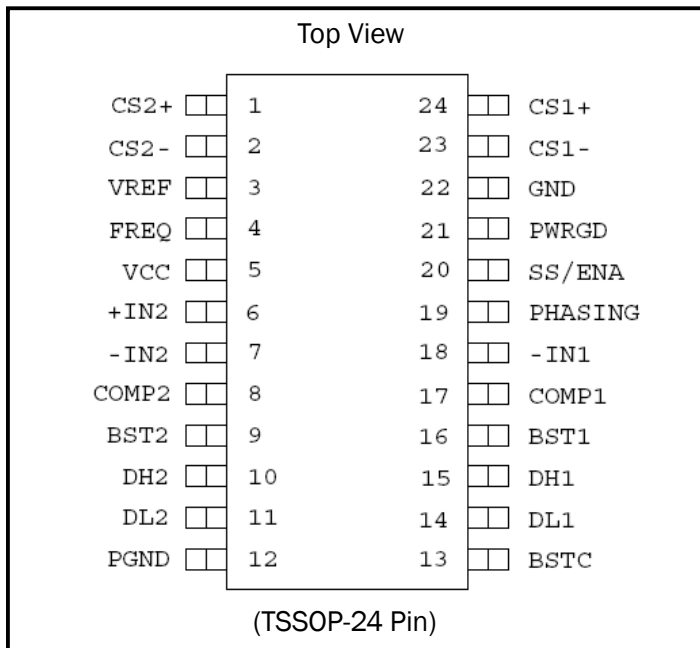 Top View
CS2+ 1 24 CS1+
CS2- 2 23 CS1-
VREF 3 22 GND
FREQ 4 21 PWRGD
VCC 5 20 SS/ENA
+IN2 6 19 PHASING
-IN2 7 18 -IN1
COMP2 8 17 COMP1
BST2 9 16 BST1
DH2 10 15 DH1
DL2 11 14 DL1
PGND 12 13 BSTC
(TSSOP-24 Pin)